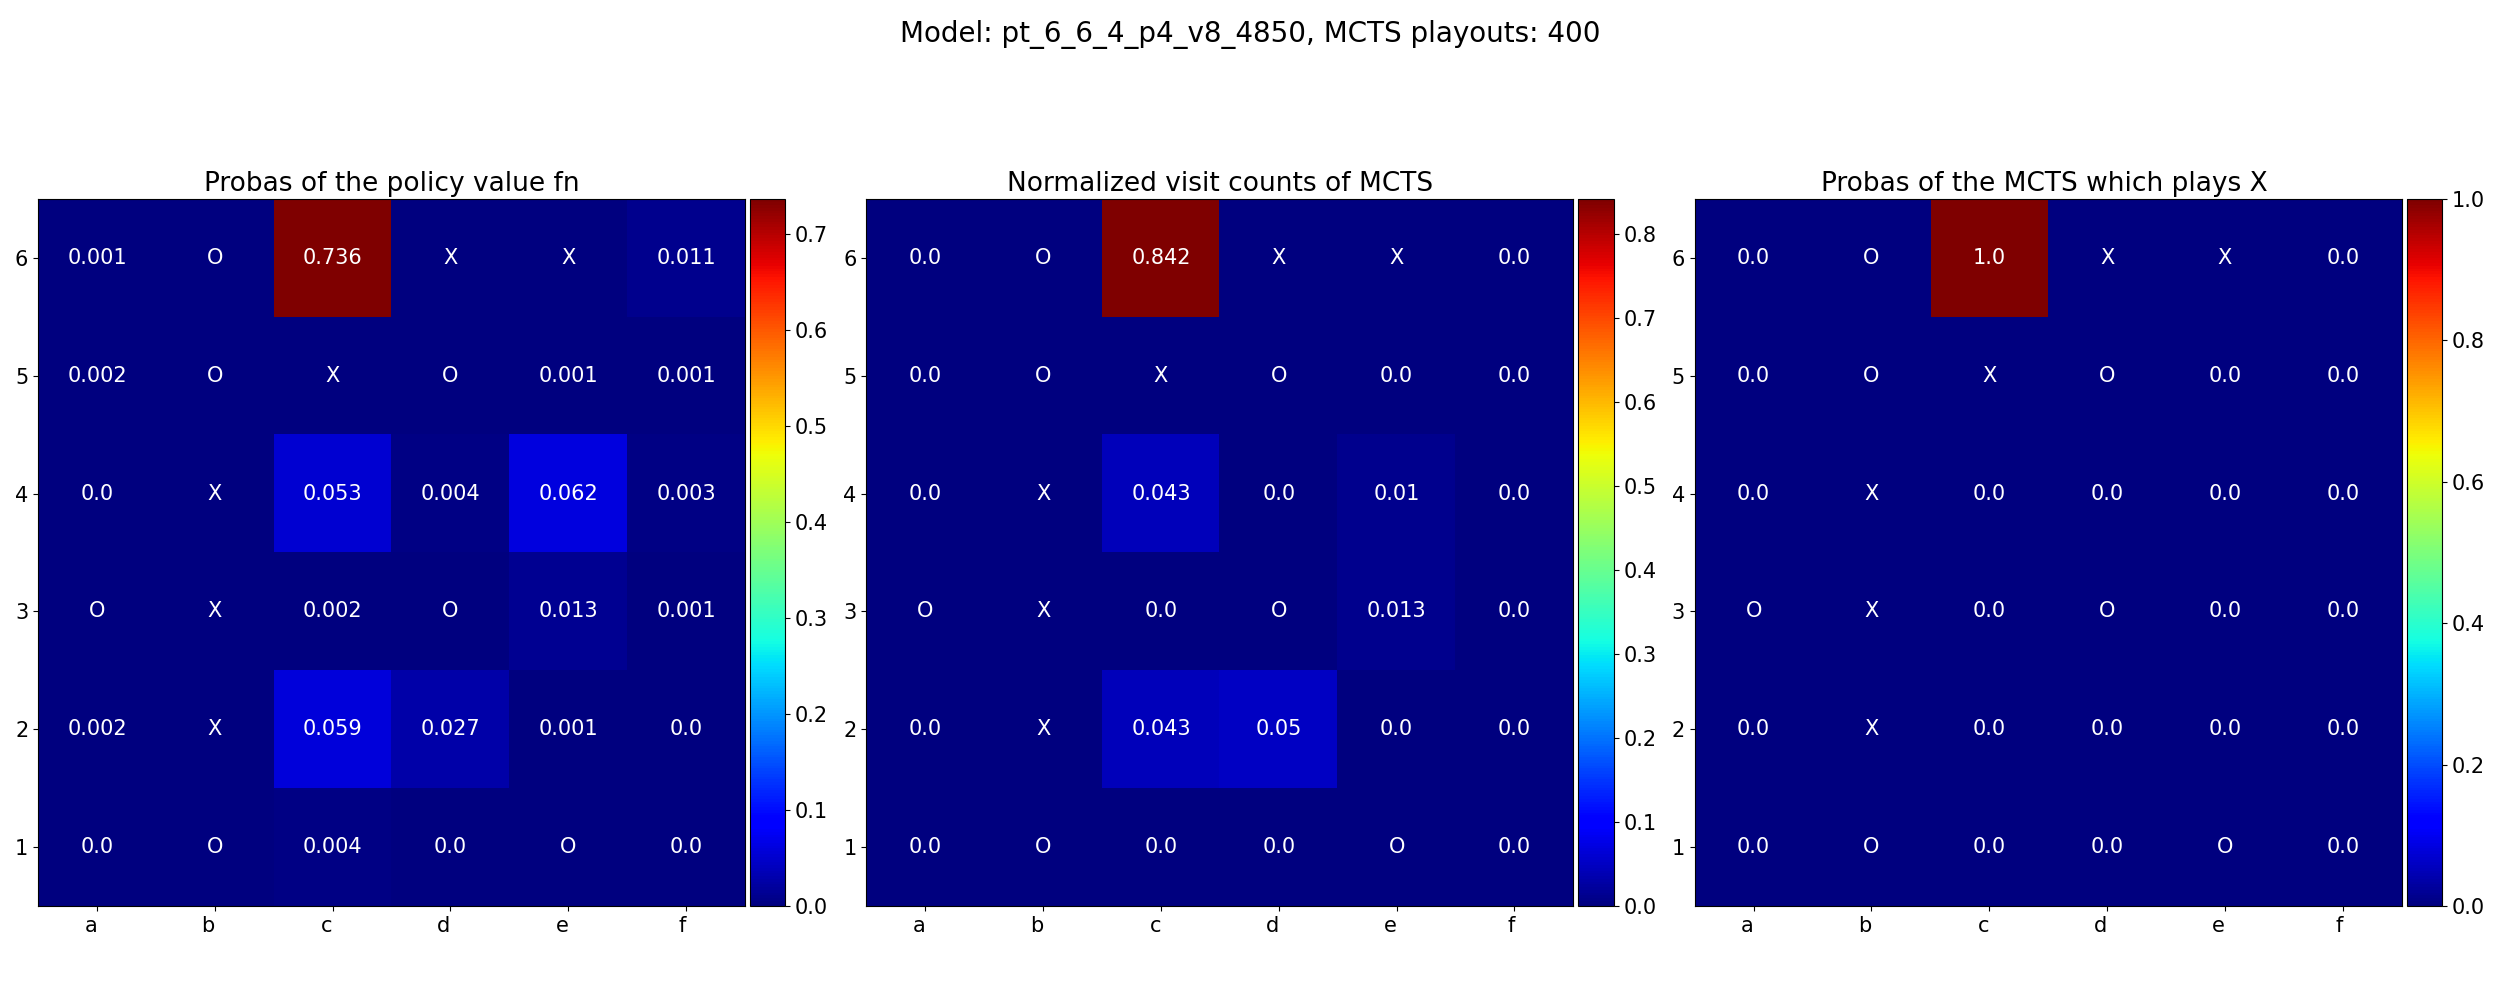 Model: pt_6_6_4_p4_v8_4850, MCTS playouts: 400
Probas of the policy value fn
6 0.001 O 0.736 X X 0.011
5 0.002 O X O 0.001 0.001
4 0.0 X 0.053 0.004 0.062 0.003
3 O X 0.002 O 0.013 0.001
2 0.002 X 0.059 0.027 0.001 0.0
1 0.0 O 0.004 0.0 O 0.0
a b c d e f
0.7
0.6
0.5
0.4
0.3
0.2
0.1
0.0
Normalized visit counts of MCTS
6 0.0 O 0.842 X X 0.0
5 0.0 O X O 0.0 0.0
4 0.0 X 0.043 0.0 0.01 0.0
3 O X 0.0 O 0.013 0.0
2 0.0 X 0.043 0.05 0.0 0.0
1 0.0 O 0.0 0.0 O 0.0
a b c d e f
0.8
0.7
0.6
0.5
0.4
0.3
0.2
0.1
0.0
Probas of the MCTS which plays X
6 0.0 O 1.0 X X 0.0
5 0.0 O X O 0.0 0.0
4 0.0 X 0.0 0.0 0.0 0.0
3 O X 0.0 O 0.0 0.0
2 0.0 X 0.0 0.0 0.0 0.0
1 0.0 O 0.0 0.0 O 0.0
a b c d e f
1.0
0.8
0.6
0.4
0.2
0.0